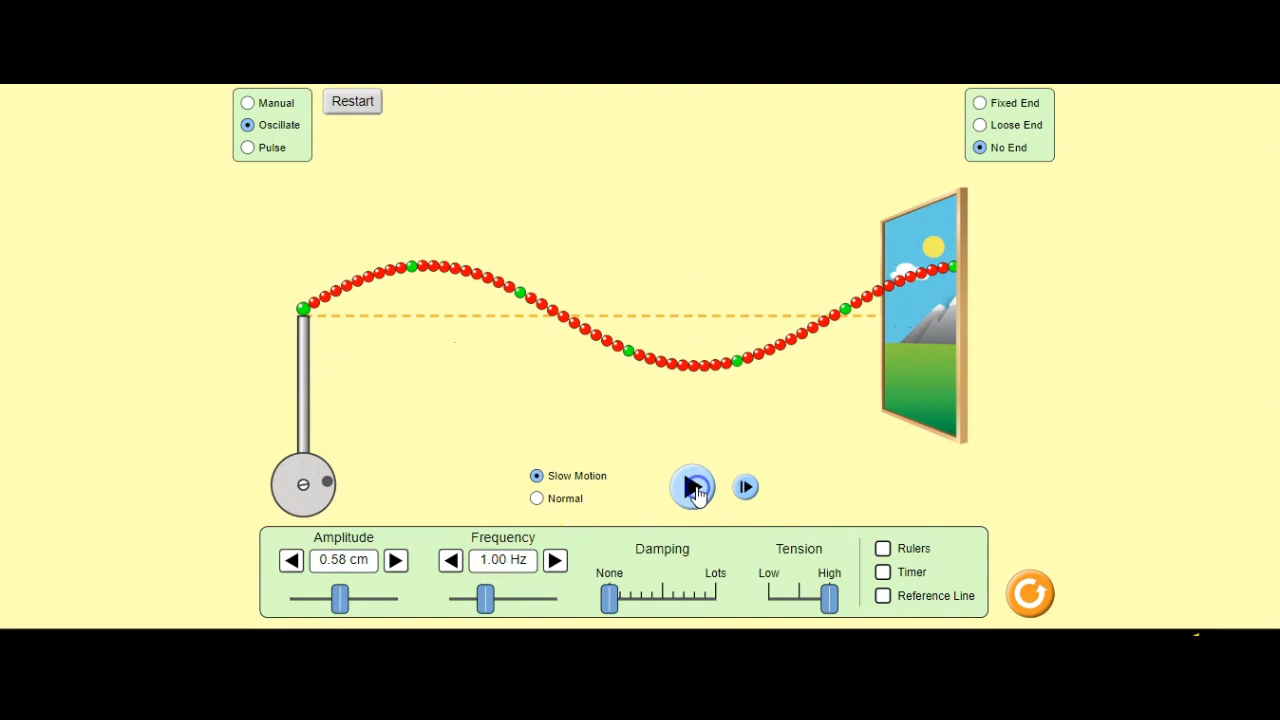 Manual
Oscillate
Pulse
Restart
Fixed End
Loose End
No End
Slow Motion
Normal
Amplitude
0.58 cm
Frequency
1.00 Hz
Damping
None
Lots
Tension
Low
High
Rulers
Timer
Reference Line